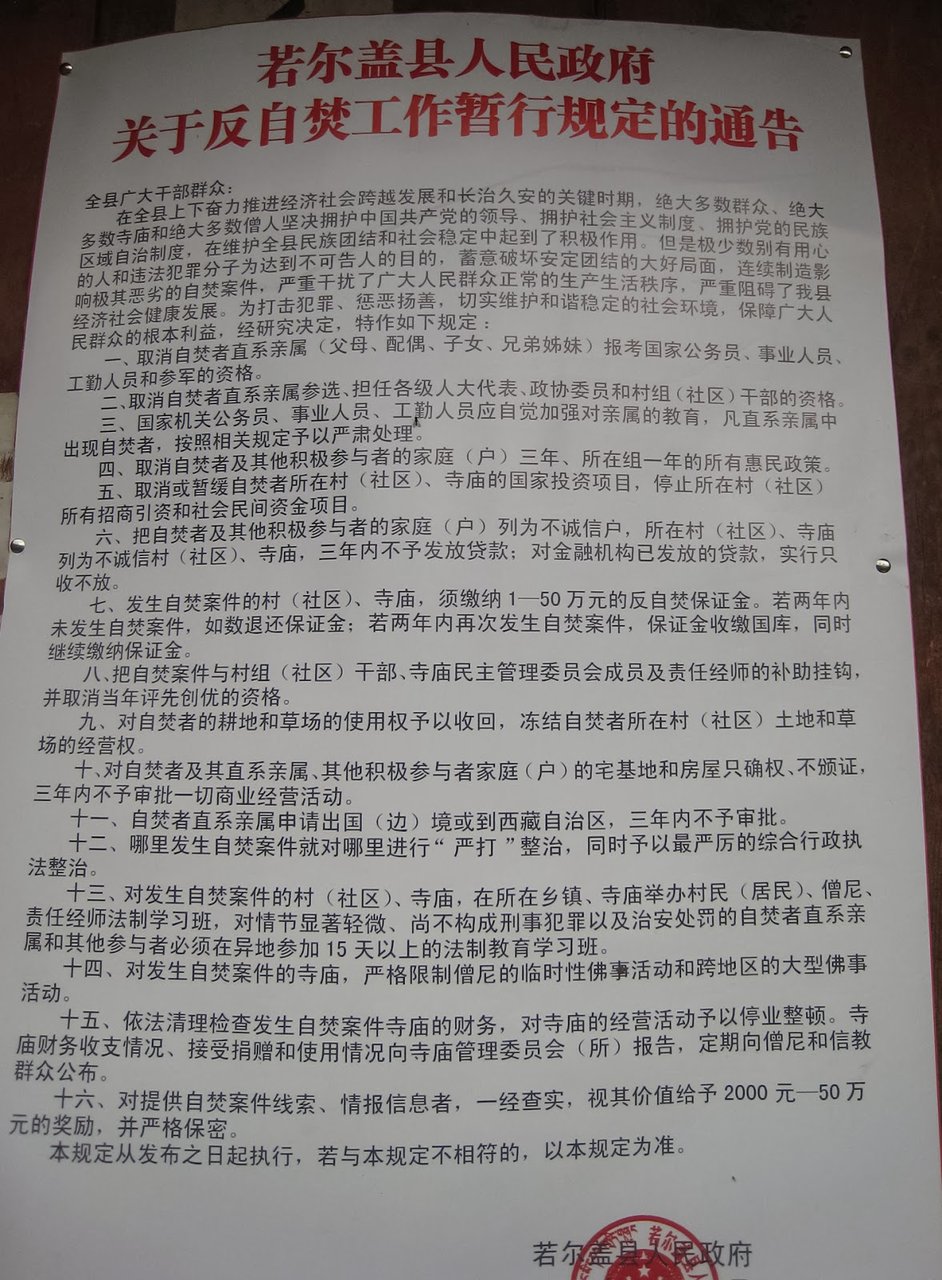 若尔盖县人民政府
关于反自焚工作暂行规定的通告
全县广大干部群众：
在全县上下奋力推进经济社会跨越发展和长治久安的关键时期，绝大多数群众、绝大
多数寺庙和绝大多数僧人坚决拥护中国共产党的领导、拥护社会主义制度、拥护党的民族
区域自治制度，在维护全县民族团结和社会稳定中起到了积极作用。但是极少数别有用心
的人和违法犯罪分子为达到不可告人的目的，蓄意破坏安定团结的大好局面，连续制造影
响极其恶劣的自焚案件，严重干扰了广大人民群众正常的生产生活秩序，严重阻碍了我县
经济社会健康发展。为打击犯罪、惩恶扬善，切实维护和谐稳定的社会环境，保障广大人
民群众的根本利益，经研究决定，特作如下规定：
一、取消自焚者直系亲属（父母、配偶、子女、兄弟姊妹）报考国家公务员、事业人员、
工勤人员和参军的资格。
二、取消自焚者直系亲属参选、担任各级人大代表、政协委员和村组（社区）干部的资格。
三、国家机关公务员、事业人员、工勤人员应自觉加强对亲属的教育，凡直系亲属中
出现自焚者，按照相关规定予以严肃处理。
四、取消自焚者及其他积极参与者的家庭（户）三年、所在组一年的所有惠民政策。
五、取消或暂缓自焚者所在村（社区）、寺庙的国家投资项目，停止所在村（社区）
所有招商引资和社会民间资金项目。
六、把自焚者及其他积极参与者的家庭（户）列为不诚信户，所在村（社区）、寺庙
列为不诚信村（社区）、寺庙，三年内不予发放贷款；对金融机构已发放的贷款，实行只
收不放。
七、发生自焚案件的村（社区）、寺庙，须缴纳1—50万元的反自焚保证金。若两年内
未发生自焚案件，如数退还保证金；若两年内再次发生自焚案件，保证金收缴国库，同时
继续缴纳保证金。
八、把自焚案件与村组（社区）干部、寺庙民主管理委员会成员及责任经师的补助挂钩，
并取消当年评先创优的资格。
九、对自焚者的耕地和草场的使用权予以收回，冻结自焚者所在村（社区）土地和草
场的经营权。
十、对自焚者及其直系亲属、其他积极参与者家庭（户）的宅基地和房屋只确权、不颁证，
三年内不予审批一切商业经营活动。
十一、自焚者直系亲属申请出国（边）境或到西藏自治区，三年内不予审批。
十二、哪里发生自焚案件就对哪里进行“严打”整治，同时予以最严厉的综合行政执
法整治。
十三、对发生自焚案件的村（社区）、寺庙，在所在乡镇、寺庙举办村民（居民）、僧尼、
责任经师法制学习班，对情节显著轻微、尚不构成刑事犯罪以及治安处罚的自焚者直系亲
属和其他参与者必须在异地参加15天以上的法制教育学习班。
十四、对发生自焚案件的寺庙，严格限制僧尼的临时性佛事活动和跨地区的大型佛事
活动。
十五、依法清理检查发生自焚案件寺庙的财务，对寺庙的经营活动予以停业整顿。寺
庙财务收支情况、接受捐赠和使用情况向寺庙管理委员会（所）报告，定期向僧尼和信教
群众公布。
十六、对提供自焚案件线索、情报信息者，一经查实，视其价值给予2000元—50万
元的奖励，并严格保密。
本规定从发布之日起执行，若与本规定不相符的，以本规定为准。
若尔盖县人民政府
若尔盖县人